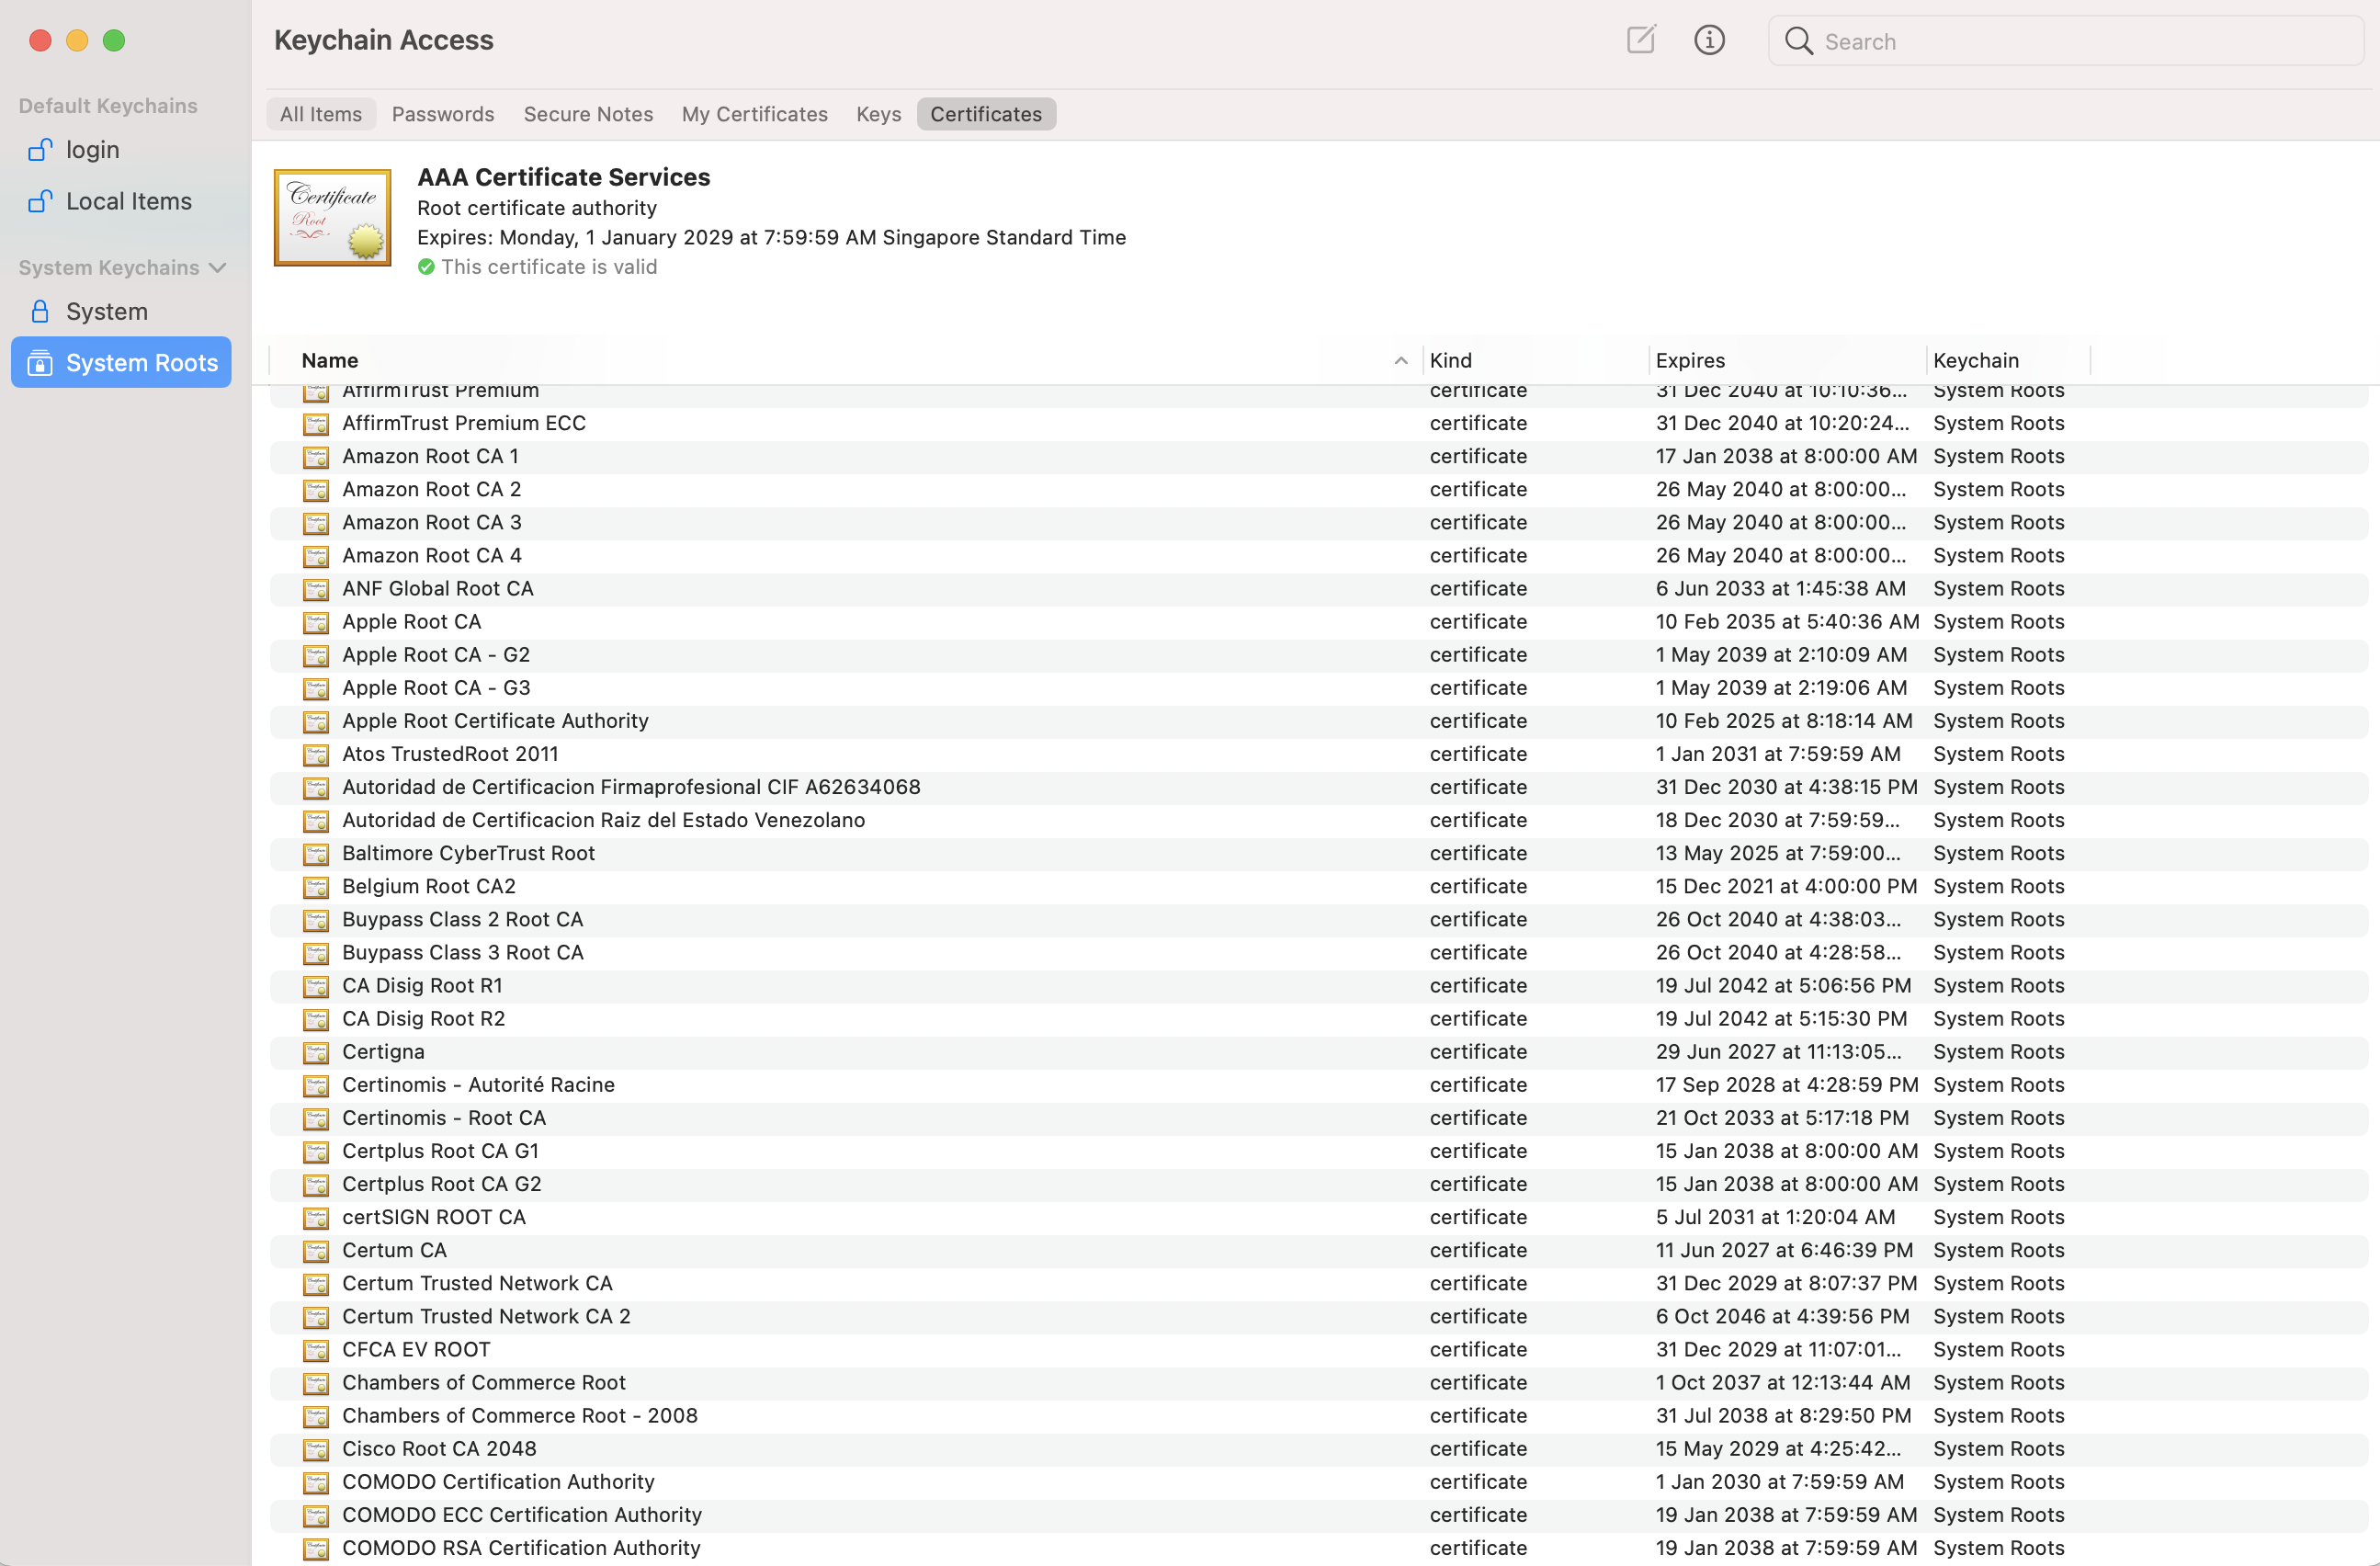 Keychain Access
Search
Default Keychains
login
Local Items
System Keychains
System
System Roots
All Items Passwords Secure Notes My Certificates Keys Certificates
Certificate
Root
AAA Certificate Services
Root certificate authority
Expires: Monday, 1 January 2029 at 7:59:59 AM Singapore Standard Time
This certificate is valid
Name Kind Expires Keychain
AffirmTrust Premium certificate 31 Dec 2040 at 10:10:36... System Roots
AffirmTrust Premium ECC certificate 31 Dec 2040 at 10:20:24... System Roots
Amazon Root CA 1 certificate 17 Jan 2038 at 8:00:00 AM System Roots
Amazon Root CA 2 certificate 26 May 2040 at 8:00:00... System Roots
Amazon Root CA 3 certificate 26 May 2040 at 8:00:00... System Roots
Amazon Root CA 4 certificate 26 May 2040 at 8:00:00... System Roots
ANF Global Root CA certificate 6 Jun 2033 at 1:45:38 AM System Roots
Apple Root CA certificate 10 Feb 2035 at 5:40:36 AM System Roots
Apple Root CA - G2 certificate 1 May 2039 at 2:10:09 AM System Roots
Apple Root CA - G3 certificate 1 May 2039 at 2:19:06 AM System Roots
Apple Root Certificate Authority certificate 10 Feb 2025 at 8:18:14 AM System Roots
Atos TrustedRoot 2011 certificate 1 Jan 2031 at 7:59:59 AM System Roots
Autoridad de Certificacion Firmaprofesional CIF A62634068 certificate 31 Dec 2030 at 4:38:15 PM System Roots
Autoridad de Certificacion Raiz del Estado Venezolano certificate 18 Dec 2030 at 7:59:59... System Roots
Baltimore CyberTrust Root certificate 13 May 2025 at 7:59:00... System Roots
Belgium Root CA2 certificate 15 Dec 2021 at 4:00:00 PM System Roots
Buypass Class 2 Root CA certificate 26 Oct 2040 at 4:38:03... System Roots
Buypass Class 3 Root CA certificate 26 Oct 2040 at 4:28:58... System Roots
CA Disig Root R1 certificate 19 Jul 2042 at 5:06:56 PM System Roots
CA Disig Root R2 certificate 19 Jul 2042 at 5:15:30 PM System Roots
Certigna certificate 29 Jun 2027 at 11:13:05... System Roots
Certinomis - Autorité Racine certificate 17 Sep 2028 at 4:28:59 PM System Roots
Certinomis - Root CA certificate 21 Oct 2033 at 5:17:18 PM System Roots
Certplus Root CA G1 certificate 15 Jan 2038 at 8:00:00 AM System Roots
Certplus Root CA G2 certificate 15 Jan 2038 at 8:00:00 AM System Roots
certSIGN ROOT CA certificate 5 Jul 2031 at 1:20:04 AM System Roots
Certum CA certificate 11 Jun 2027 at 6:46:39 PM System Roots
Certum Trusted Network CA certificate 31 Dec 2029 at 8:07:37 PM System Roots
Certum Trusted Network CA 2 certificate 6 Oct 2046 at 4:39:56 PM System Roots
CFCA EV ROOT certificate 31 Dec 2029 at 11:07:01... System Roots
Chambers of Commerce Root certificate 1 Oct 2037 at 12:13:44 AM System Roots
Chambers of Commerce Root - 2008 certificate 31 Jul 2038 at 8:29:50 PM System Roots
Cisco Root CA 2048 certificate 15 May 2029 at 4:25:42... System Roots
COMODO Certification Authority certificate 1 Jan 2030 at 7:59:59 AM System Roots
COMODO ECC Certification Authority certificate 19 Jan 2038 at 7:59:59 AM System Roots
COMODO RSA Certification Authority certificate 19 Jan 2038 at 7:59:59 AM System Roots